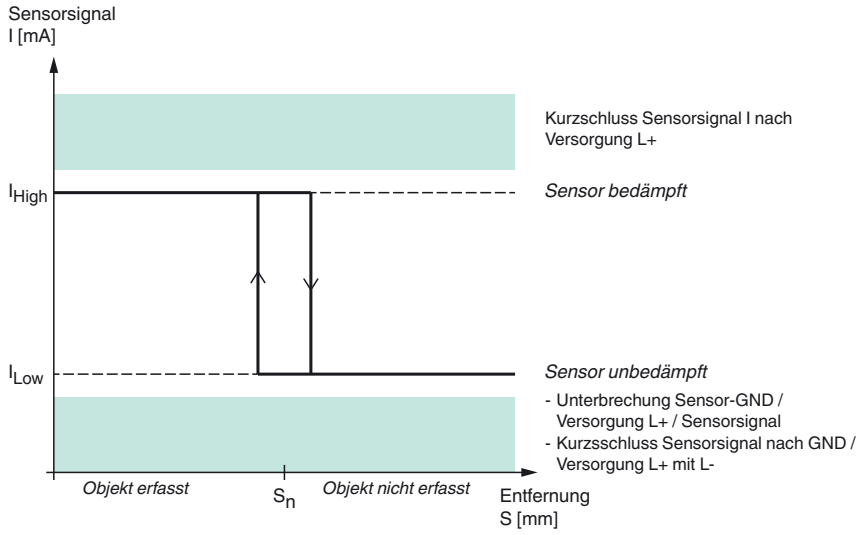 Sensorsignal
I [mA]
Kurzschluss Sensorsignal I nach
Versorgung L+
IHigh
Sensor bedämpft
ILow
Sensor unbedämpft
- Unterbrechung Sensor-GND /
Versorgung L+ / Sensorsignal
- Kurzsschluss Sensorsignal nach GND /
Versorgung L+ mit L-
Objekt erfasst
Sn
Objekt nicht erfasst
Entfernung
S [mm]